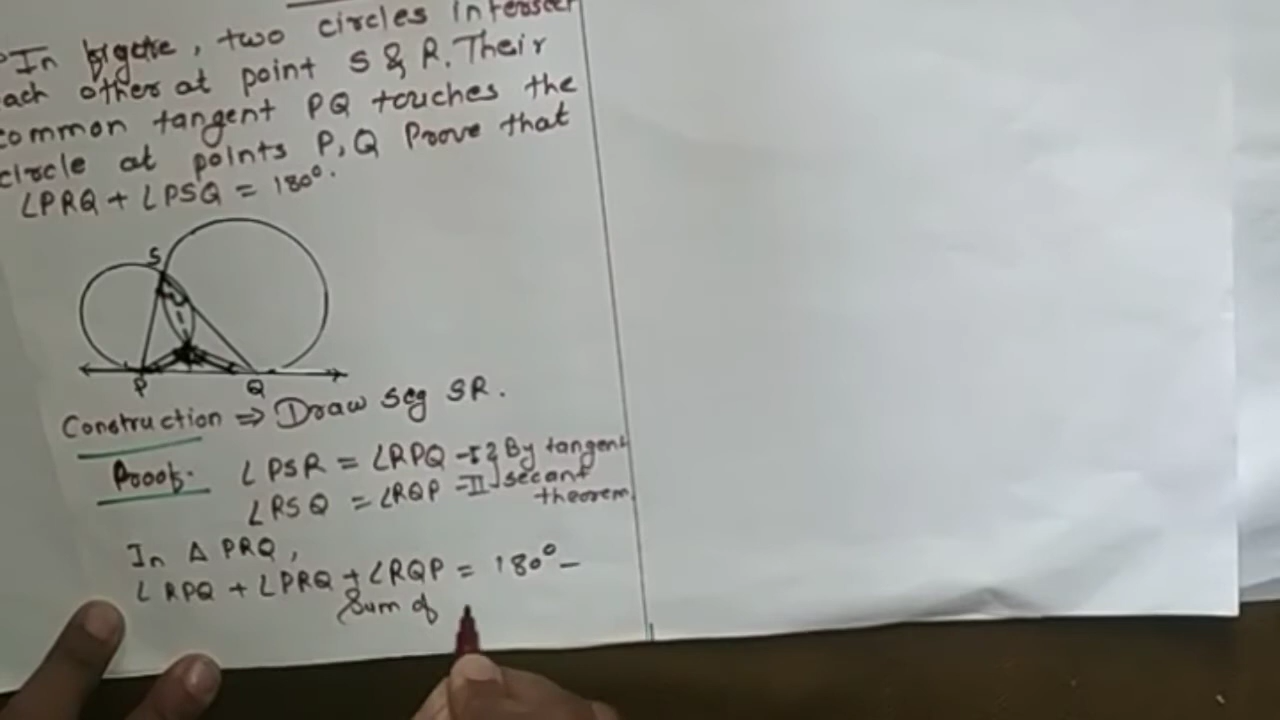 In figure, two circles intersect
ach other at point S & R. Their
common tangent PQ touches the
circle at points P, Q Prove that
∠PRQ + ∠PSQ = 180°.
S
P Q
Construction ⇒ Draw seg SR.
Proof. ∠PSR = ∠RPQ - I } By tangent
∠RSQ = ∠RQP - II secant
theorem
In Δ PRQ,
∠RPQ + ∠PRQ + ∠RQP = 180° -
(Sum of